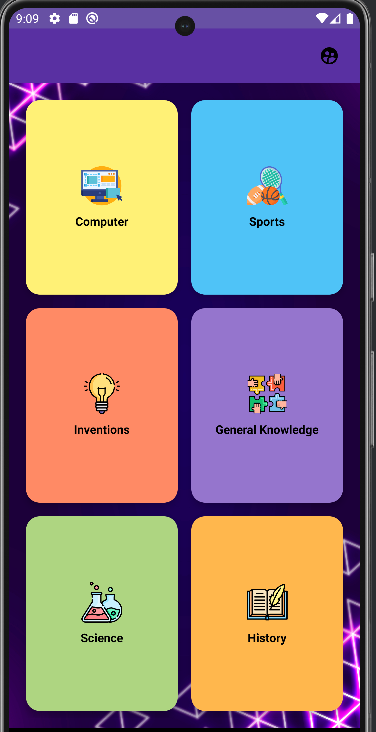 9:09
Computer
Sports
Inventions
General Knowledge
Science
History